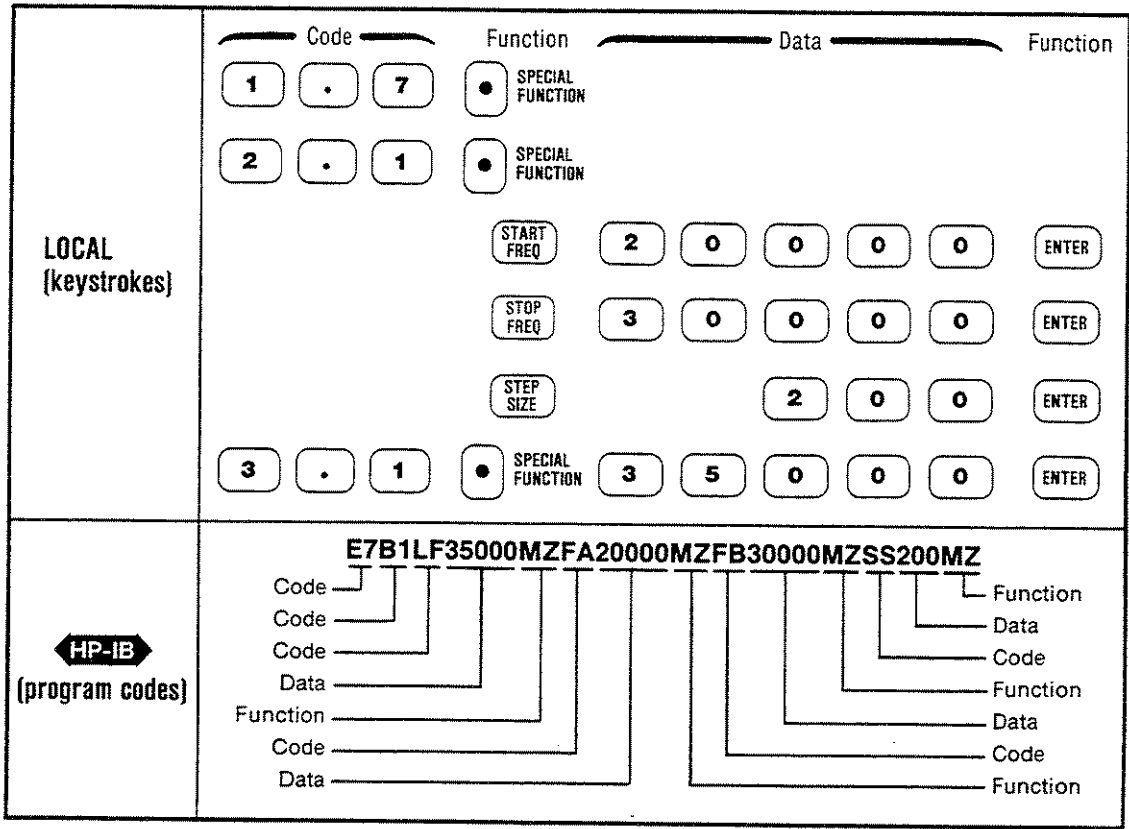 Code Function Data Function
1 . 7 SPECIAL FUNCTION
2 . 1 SPECIAL FUNCTION
LOCAL
(keystrokes)
START FREQ 2 0 0 0 0 ENTER
STOP FREQ 3 0 0 0 0 ENTER
STEP SIZE 2 0 0 ENTER
3 . 1 SPECIAL FUNCTION 3 5 0 0 0 ENTER
HP-IB
(program codes)
E7B1LF35000MZFA20000MZFB30000MZSS200MZ
Code
Code
Code
Data
Function
Code
Data
Function
Data
Code
Function
Data
Code
Function